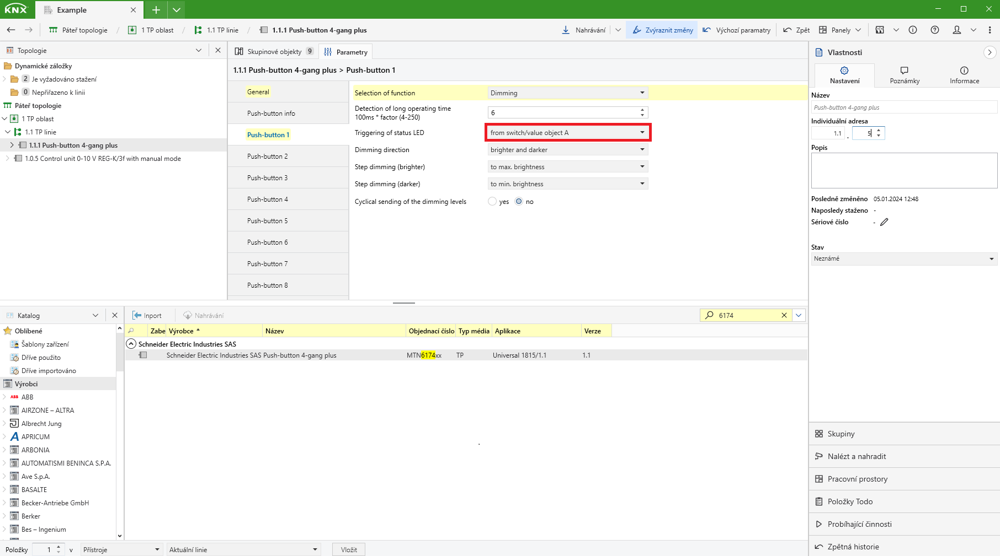 KNX
Example
Páteř topologie / 1 TP oblast / 1.1 TP linie / 1.1.1 Push-button 4-gang plus
Nahrávání
Zvýraznit změny
Výchozí paramatry
Zpět
Panely
Topologie
Dynamické záložky
2 Je vyžadováno stažení
0 Nepřiřazeno k linii
Páteř topologie
1 TP oblast
1.1 TP linie
1.1.1 Push-button 4-gang plus
1.0.5 Control unit 0-10 V REG-K/3f with manual mode
Skupinové objekty 9
Parametry
1.1.1 Push-button 4-gang plus > Push-button 1
General
Push-button info
Push-button 1
Push-button 2
Push-button 3
Push-button 4
Push-button 5
Push-button 6
Push-button 7
Push-button 8
Selection of function Dimming
Detection of long operating time
100ms * factor (4-250) 6
Triggering of status LED from switch/value object A
Dimming direction brighter and darker
Step dimming (brighter) to max. brightness
Step dimming (darker) to min. brightness
Cyclical sending of the dimming levels yes no
Vlastnosti
Nastavení
Poznámky
Informace
Název
Push-button 4-gang plus
Individuální adresa
1.1 . 5
Popis
Posledně změněno 05.01.2024 12:48
Naposledy staženo -
Sériové číslo -
Stav
Neznámé
Skupiny
Nalézt a nahradit
Pracovní prostory
Položky Todo
Probíhající činnosti
Zpětná historie
Katalog
Oblíbené
Šablony zařízení
Dříve použito
Dříve importováno
Výrobci
ABB ABB
AIRZONE – ALTRA
Albrecht Jung
APRICUM
ARBONIA
AUTOMATISMI BENINCA S.P.A.
Ave S.p.A.
BASALTE
Becker-Antriebe GmbH
Berker
Bes – Ingenium
Inport
Nahrávání
6174
Zabe Výrobce Název Objednací číslo Typ média Aplikace Verze
Schneider Electric Industries SAS
Schneider Electric Industries SAS Push-button 4-gang plus MTN6174xx TP Universal 1815/1.1 1.1
Položky 1 v Přístroje Aktuální linie Vložit